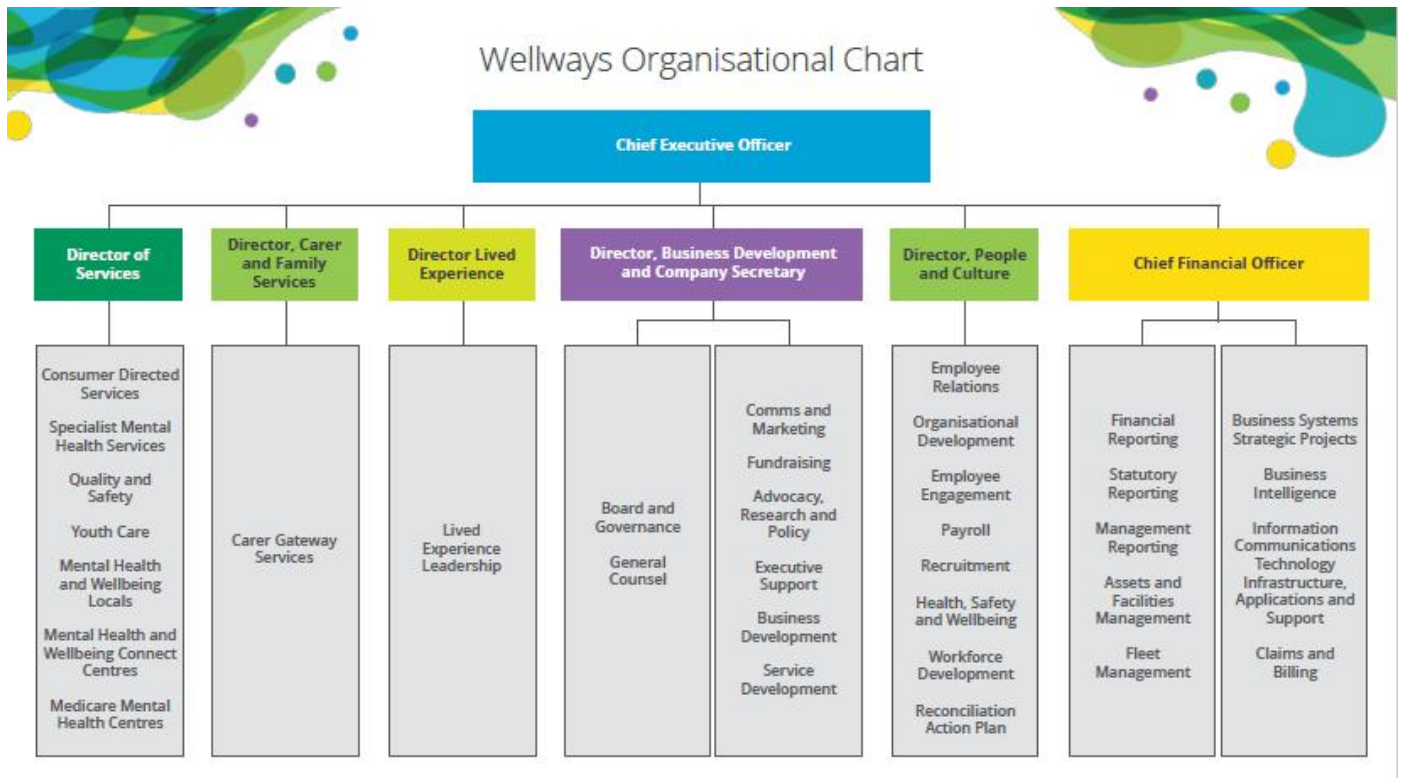 Wellways Organisational Chart
Chief Executive Officer
Director of
Services
Director, Carer
and Family
Services
Director Lived
Experience
Director, Business Development
and Company Secretary
Director, People
and Culture
Chief Financial Officer
Consumer Directed
Services
Specialist Mental
Health Services
Quality and
Safety
Youth Care
Mental Health
and Wellbeing
Locals
Mental Health and
Wellbeing Connect
Centres
Medicare Mental
Health Centres
Carer Gateway
Services
Lived
Experience
Leadership
Board and
Governance
General
Counsel
Comms and
Marketing
Fundraising
Advocacy,
Research and
Policy
Executive
Support
Business
Development
Service
Development
Employee
Relations
Organisational
Development
Employee
Engagement
Payroll
Recruitment
Health, Safety
and Wellbeing
Workforce
Development
Reconciliation
Action Plan
Financial
Reporting
Statutory
Reporting
Management
Reporting
Assets and
Facilities
Management
Fleet
Management
Business Systems
Strategic Projects
Business
Intelligence
Information
Communications
Technology
Infrastructure,
Applications and
Support
Claims and
Billing